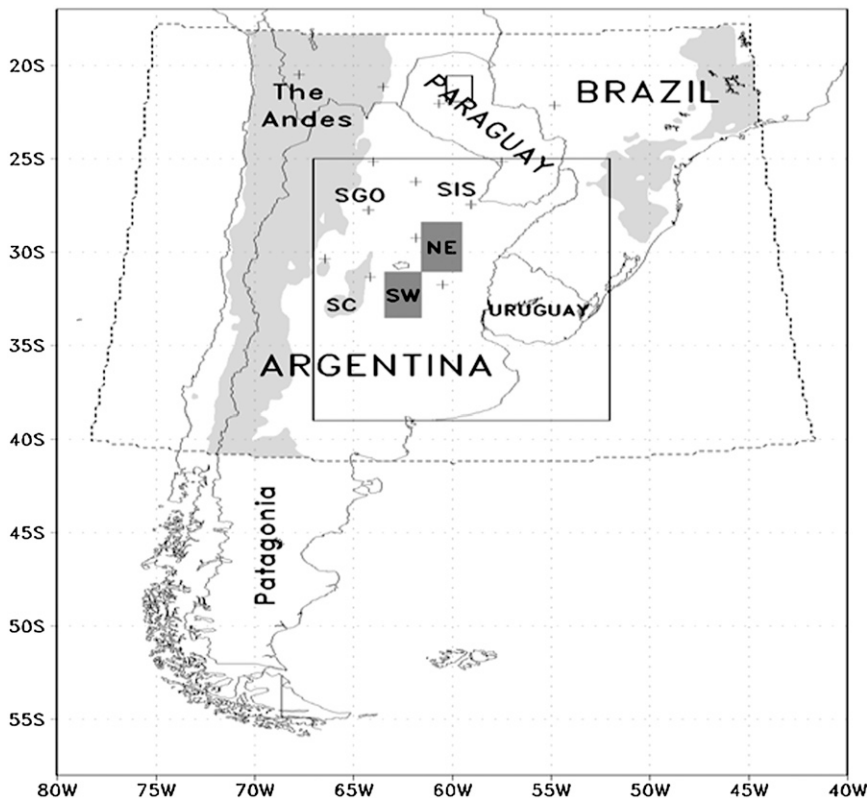 20S
25S
30S
35S
40S
45S
50S
55S
The
Andes
PARAGUAY
BRAZIL
SGO
SIS
NE
SC
SW
URUGUAY
ARGENTINA
Patagonia
80W
75W
70W
65W
60W
55W
50W
45W
40W